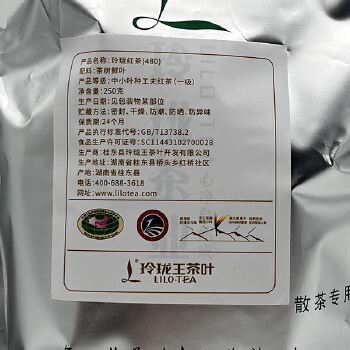 产品名称:玲珑红茶(480)
配料:茶树鲜叶
产品(等级):中小叶种工夫红茶(一级)
净含量:250克
生产日期:见包装物某部位
贮藏方法:密封、干燥、防潮、防晒、防异味
保质期:24个月
产品执行标准代号:GB/T13738.2
食品生产许可证号:SC11443102700028
生产商:桂东县玲珑王茶叶开发有限公司
生产地址:湖南省桂东县桥头乡红桥社区
产地:湖南省桂东县
电话:400-688-3618
网址:www.lilotea.com
玲珑王茶叶
LILO·TEA
散茶专用